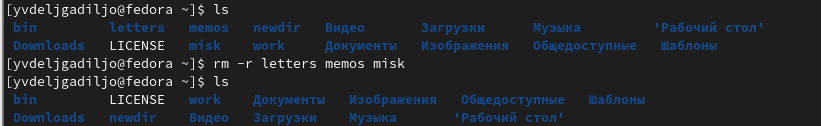 [yvdeljgadiljo@fedora ~]$ ls
bin letters memos newdir Видео Загрузки Музыка 'Рабочий стол'
Downloads LICENSE misk work Документы Изображения Общедоступные Шаблоны
[yvdeljgadiljo@fedora ~]$ rm -r letters memos misk
[yvdeljgadiljo@fedora ~]$ ls
bin LICENSE work Документы Изображения Общедоступные Шаблоны
Downloads newdir Видео Загрузки Музыка 'Рабочий стол'